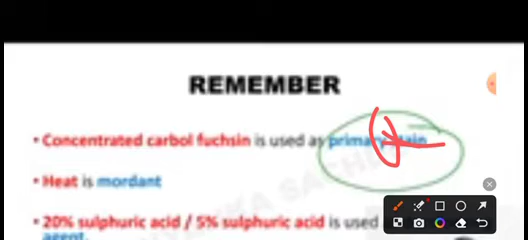 REMEMBER
• Concentrated carbol fuchsin is used as primary stain
• Heat is mordant
• 20% sulphuric acid / 5% sulphuric acid is used
agent.